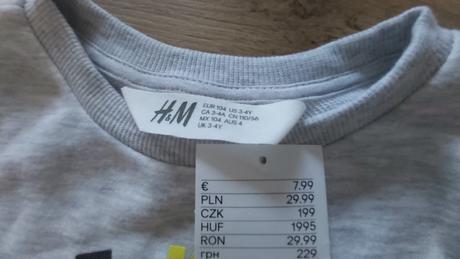 H&M
EUR 104 US 3-4Y
CA 3-4A CN 110/56
MX 104 AUS 4
UK 3-4Y
€ 7.99
PLN 29.99
CZK 199
HUF 1995
RON 29.99
грн 229